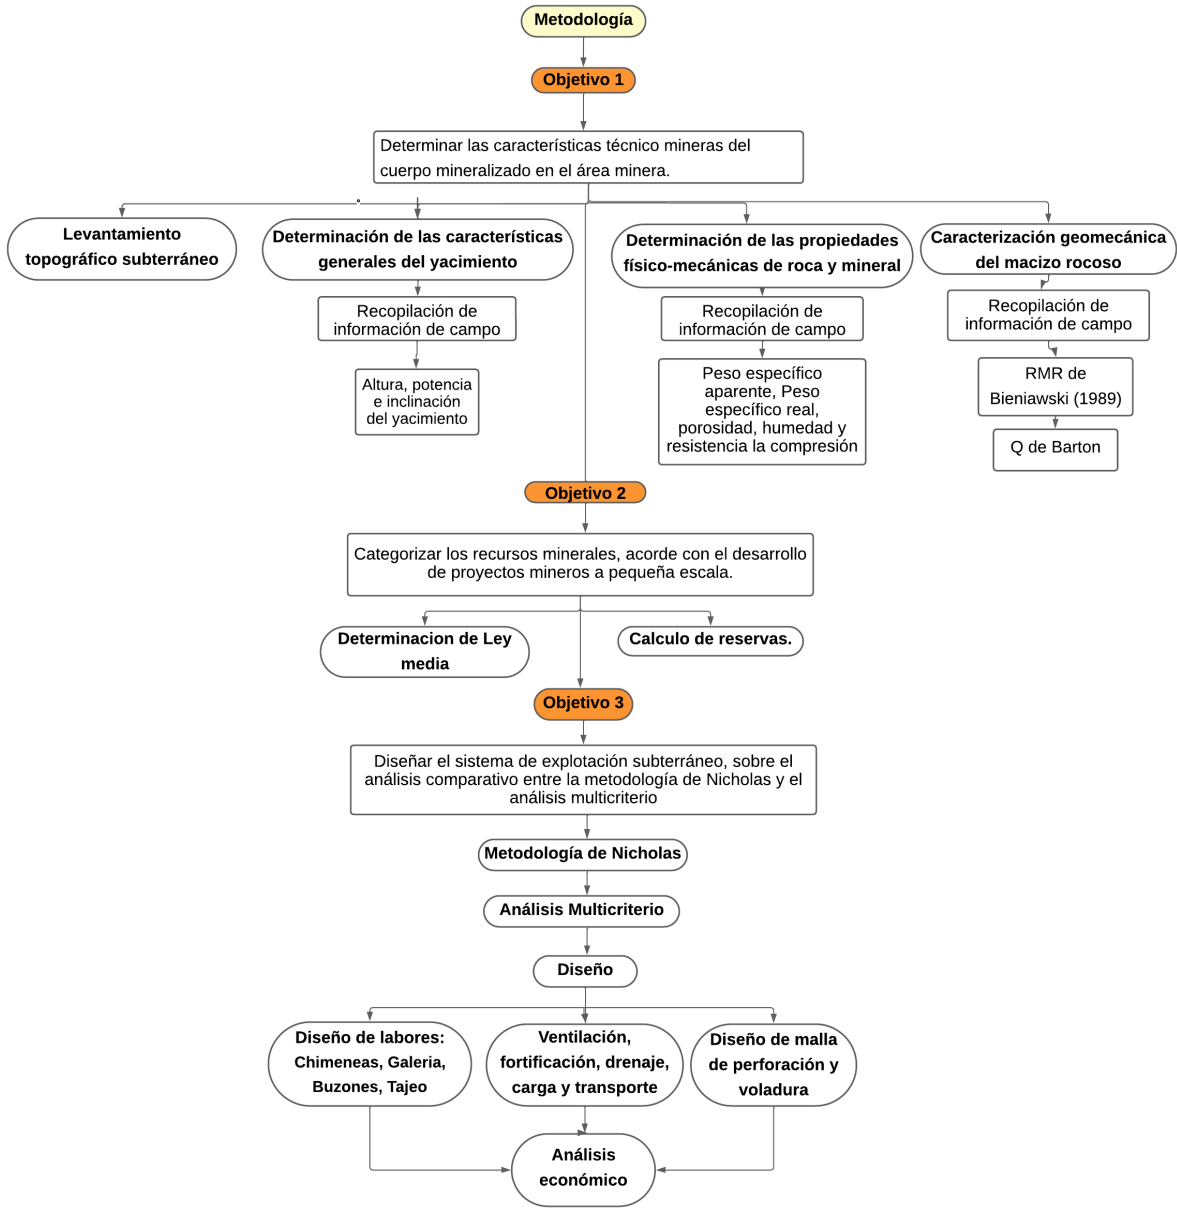 Metodología
Objetivo 1
Determinar las características técnico mineras del
cuerpo mineralizado en el área minera.
Levantamiento
topográfico subterráneo
Determinación de las características
generales del yacimiento
Recopilación de
información de campo
Altura, potencia
e inclinación
del yacimiento
Determinación de las propiedades
físico-mecánicas de roca y mineral
Recopilación de
información de campo
Peso específico
aparente, Peso
específico real,
porosidad, humedad y
resistencia la compresión
Caracterización geomecánica
del macizo rocoso
Recopilación de
información de campo
RMR de
Bieniawski (1989)
Q de Barton
Objetivo 2
Categorizar los recursos minerales, acorde con el desarrollo
de proyectos mineros a pequeña escala.
Determinacion de Ley
media
Calculo de reservas.
Objetivo 3
Diseñar el sistema de explotación subterráneo, sobre el
análisis comparativo entre la metodología de Nicholas y el
análisis multicriterio
Metodología de Nicholas
Análisis Multicriterio
Diseño
Diseño de labores:
Chimeneas, Galeria,
Buzones, Tajeo
Ventilación,
fortificación, drenaje,
carga y transporte
Diseño de malla
de perforación y
voladura
Análisis
económico